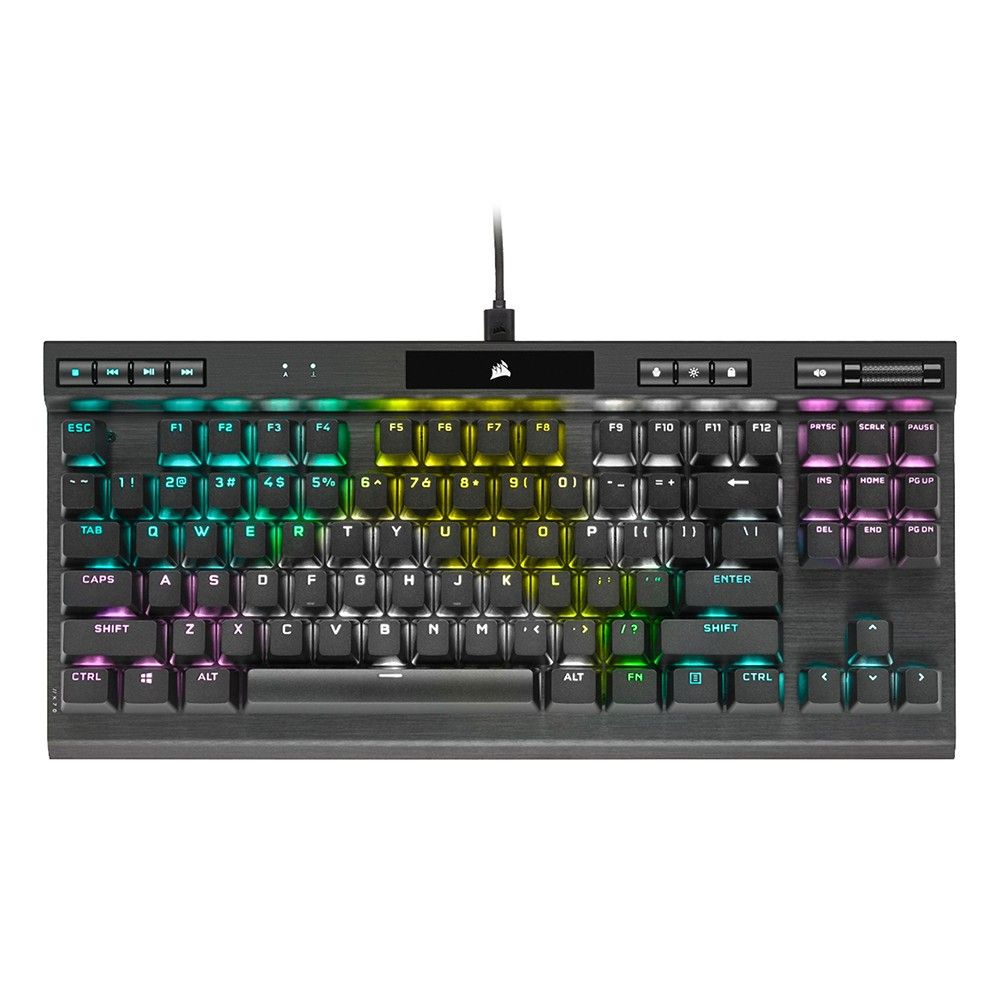 ESC F1 F2 F3 F4 F5 F6 F7 F8 F9 F10 F11 F12 PRTSC SCRLK PAUSE
1! 2@ 3# 4$ 5% 6^ 7& 8* 9( 0) -_ =+ INS HOME PG UP
TAB Q W E R T Y U I O P [{ ]} \| DEL END PG DN
CAPS A S D F G H J K L ;: '" ENTER
SHIFT Z X C V B N M ,< .> /? SHIFT
CTRL ALT ALT FN CTRL
//K70